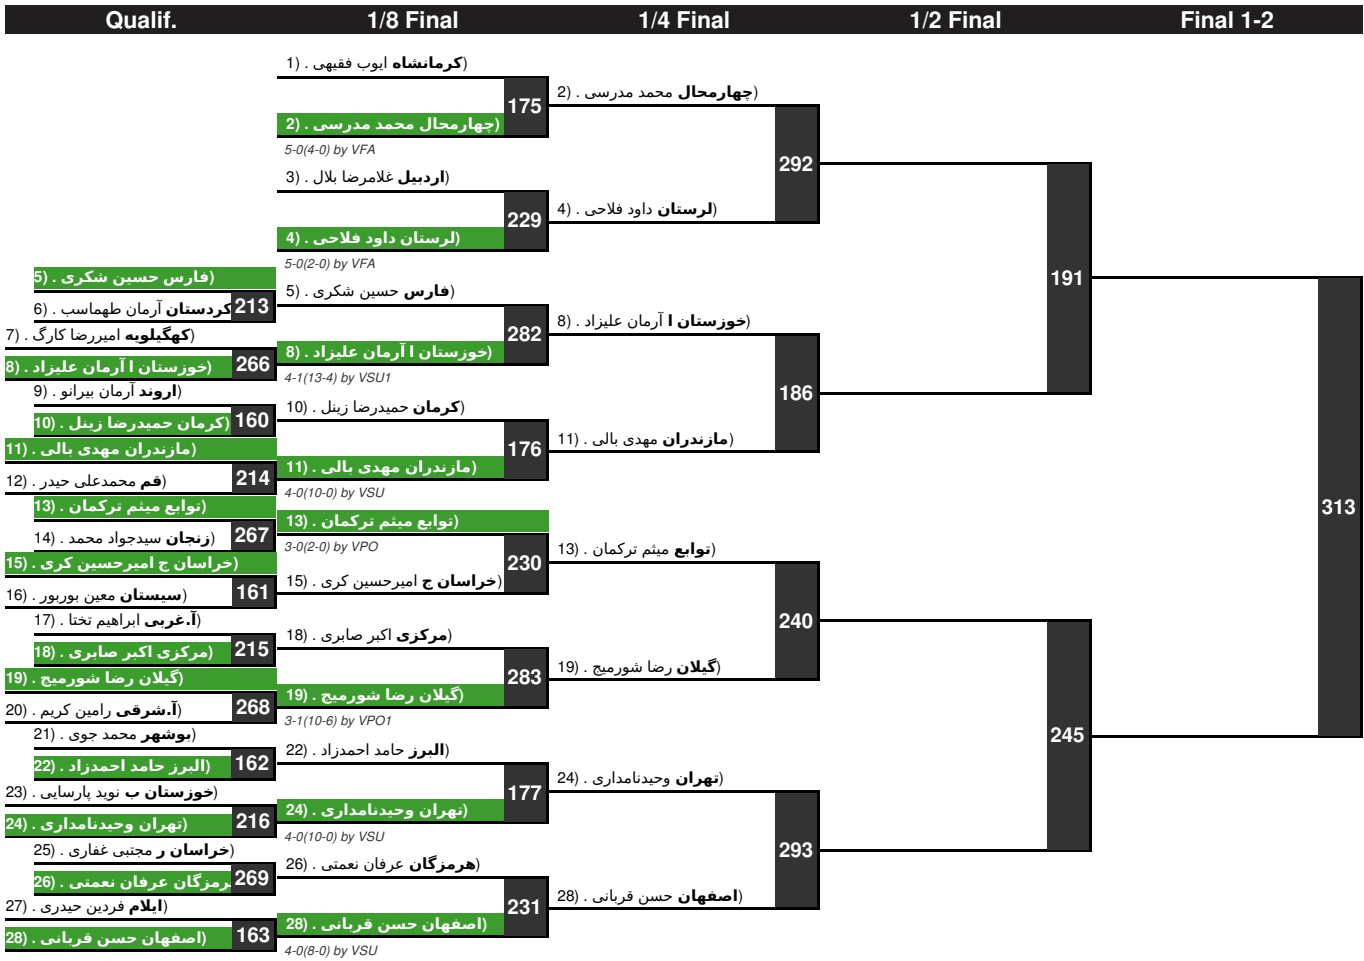 Qualif. 1/8 Final 1/4 Final 1/2 Final Final 1-2
1) . ایوب فقیهی کرمانشاه)
175
2) . محمد مدرسی چهارمحال)
5-0(4-0) by VFA
3) . غلامرضا بلال اردبیل)
229
4) . داود فلاحی لرستان)
5-0(2-0) by VFA
5) . حسین شکری فارس)
282
8) . آرمان علیزاد خوزستان ا)
4-1(13-4) by VSU1
10) . حمیدرضا زینل کرمان)
176
11) . مهدی بالی مازندران)
4-0(10-0) by VSU
13) . میثم ترکمان توابع)
3-0(2-0) by VPO
230
15) . امیرحسین کری خراسان ج)
18) . اکبر صابری مرکزی)
283
19) . رضا شورمیج گیلان)
3-1(10-6) by VPO1
22) . حامد احمدزاد البرز)
177
24) . وحیدنامداری تهران)
4-0(10-0) by VSU
26) . عرفان نعمتی هرمزگان)
231
28) . حسن قربانی اصفهان)
4-0(8-0) by VSU
5) . حسین شکری فارس)
213
6) . آرمان طهماسب کردستان
7) . امیررضا کارگ کهگیلویه)
266
8) . آرمان علیزاد خوزستان ا)
9) . آرمان بیرانو اروند)
160
10) . حمیدرضا زینل کرمان)
11) . مهدی بالی مازندران)
214
12) . محمدعلی حیدر قم)
13) . میثم ترکمان توابع)
267
14) . سیدجواد محمد زنجان)
15) . امیرحسین کری خراسان ج)
161
16) . معین بوربور سیستان)
17) . ابراهیم تختا آ.غربی)
215
18) . اکبر صابری مرکزی)
19) . رضا شورمیج گیلان)
268
20) . رامین کریم آ.شرقی)
21) . محمد جوی بوشهر)
162
22) . حامد احمدزاد البرز)
23) . نوید پارسایی خوزستان ب)
216
24) . وحیدنامداری تهران)
25) . مجتبی غفاری خراسان ر)
269
26) . عرفان نعمتی رمزگان
27) . فردین حیدری ایلام)
163
28) . حسن قربانی اصفهان)
2) . محمد مدرسی چهارمحال)
292
4) . داود فلاحی لرستان)
8) . آرمان علیزاد خوزستان ا)
186
11) . مهدی بالی مازندران)
13) . میثم ترکمان توابع)
240
19) . رضا شورمیج گیلان)
24) . وحیدنامداری تهران)
293
28) . حسن قربانی اصفهان)
191
245
313